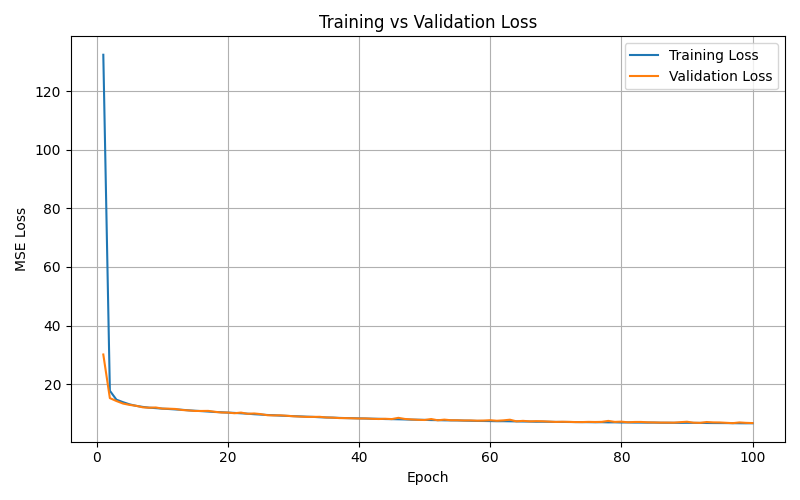 Training vs Validation Loss
Training Loss
Validation Loss
120
100
80
60
40
20
MSE Loss
0 20 40 60 80 100
Epoch